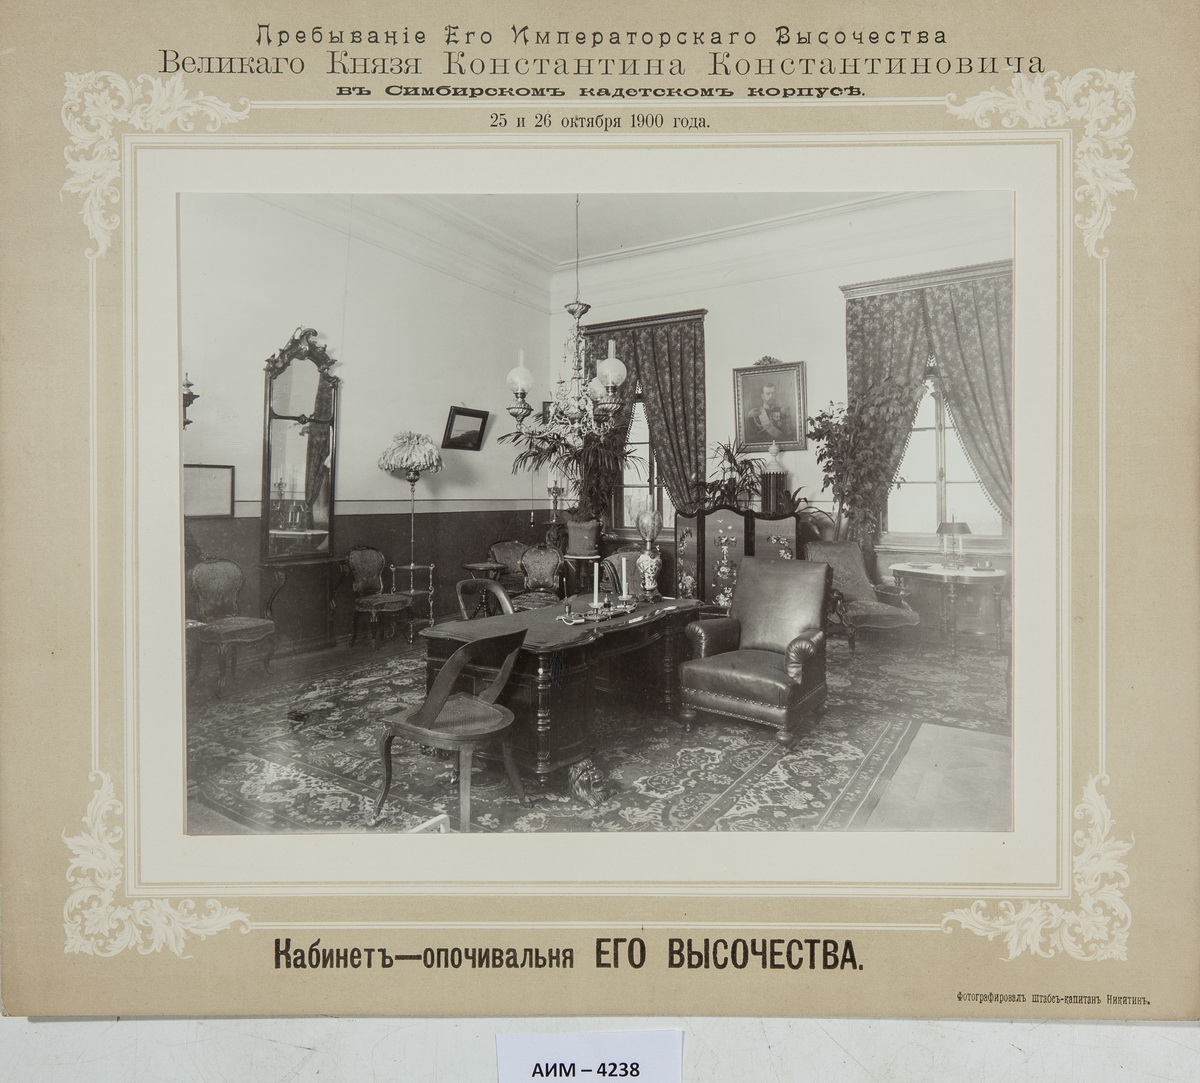 Пребываніе Его Императорскаго Высочества
Великаго Князя Константина Константиновича
въ Симбирскомъ кадетскомъ корпусѣ.
25 и 26 октября 1900 года.
Кабинетъ—опочивальня ЕГО ВЫСОЧЕСТВА.
Фотографировалъ штабсъ-капитанъ Никитинъ.
АИМ – 4238